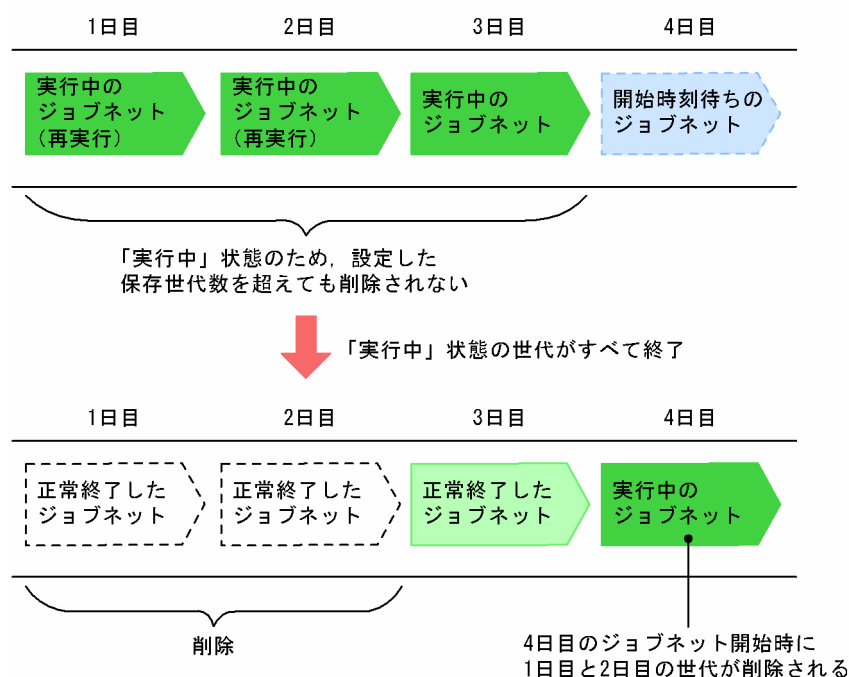 1日目 2日目 3日目 4日目
実行中の
ジョブネット
(再実行)
実行中の
ジョブネット
(再実行)
実行中の
ジョブネット
開始時刻待ちの
ジョブネット
「実行中」状態のため，設定した
保存世代数を超えても削除されない
「実行中」状態の世代がすべて終了
1日目 2日目 3日目 4日目
正常終了した
ジョブネット
正常終了した
ジョブネット
正常終了した
ジョブネット
実行中の
ジョブネット
削除
4日目のジョブネット開始時に
1日目と2日目の世代が削除される